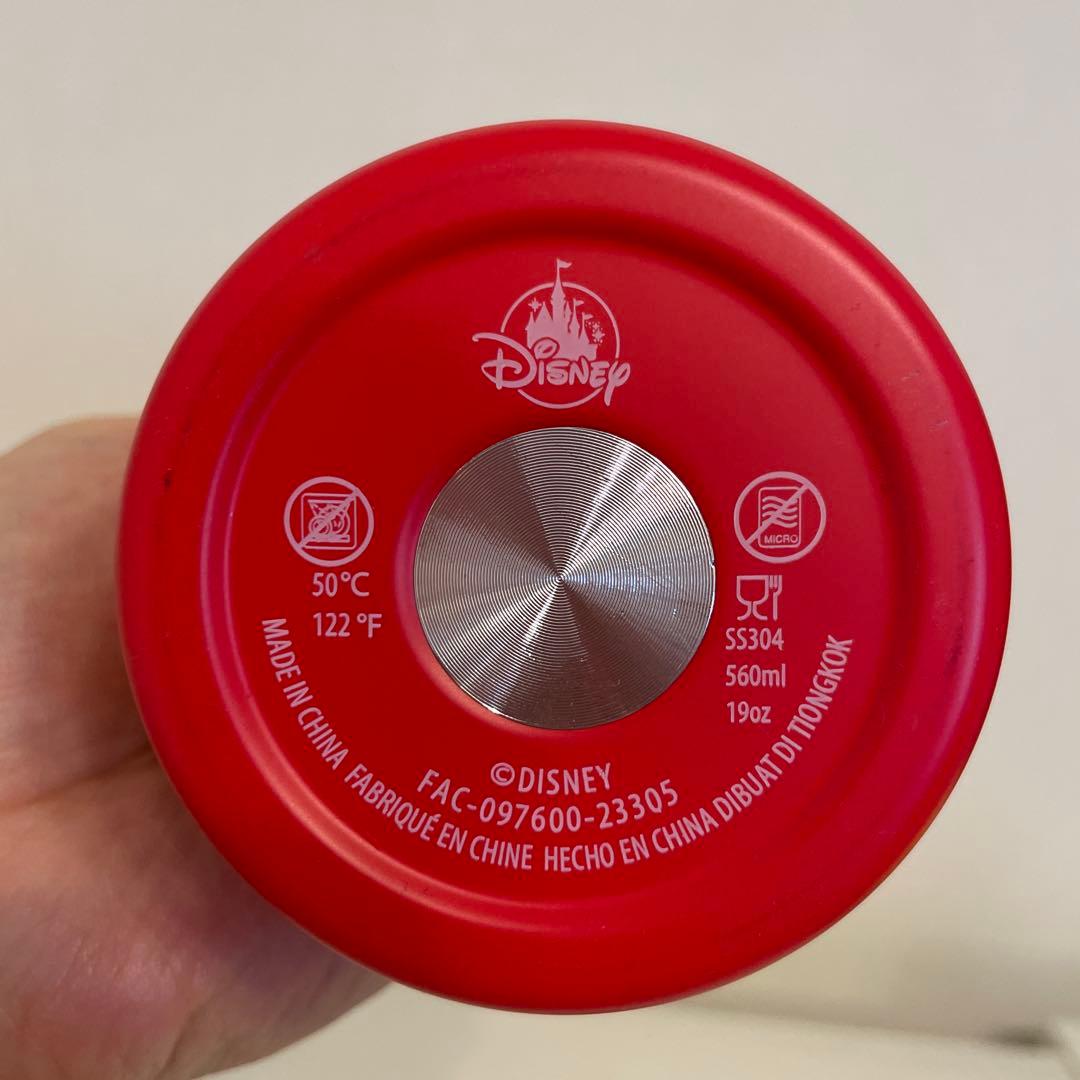 Disney
50°C
122 °F
MICRO
SS304
560ml
19oz
©DISNEY
FAC-097600-23305
MADE IN CHINA FABRIQUÉ EN CHINE HECHO EN CHINA DIBUAT DI TIONGKOK